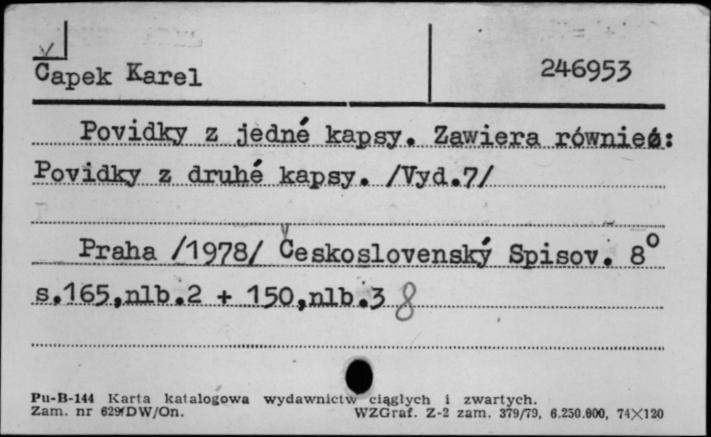 Čapek Karel
246953
Povidky z jedné kapsy. Zawiera również:
Povidky z druhé kapsy. /Vyd.7/
Praha /1978/ Československý Spisov. 8°
s.165,nlb.2 + 150,nlb.3 8
Pu-B-144 Karta katalogowa wydawnictw ciągłych i zwartych.
Zam. nr 629/DW/On. WZGraf. Z-2 zam. 379/79, 6.250.000, 74×120